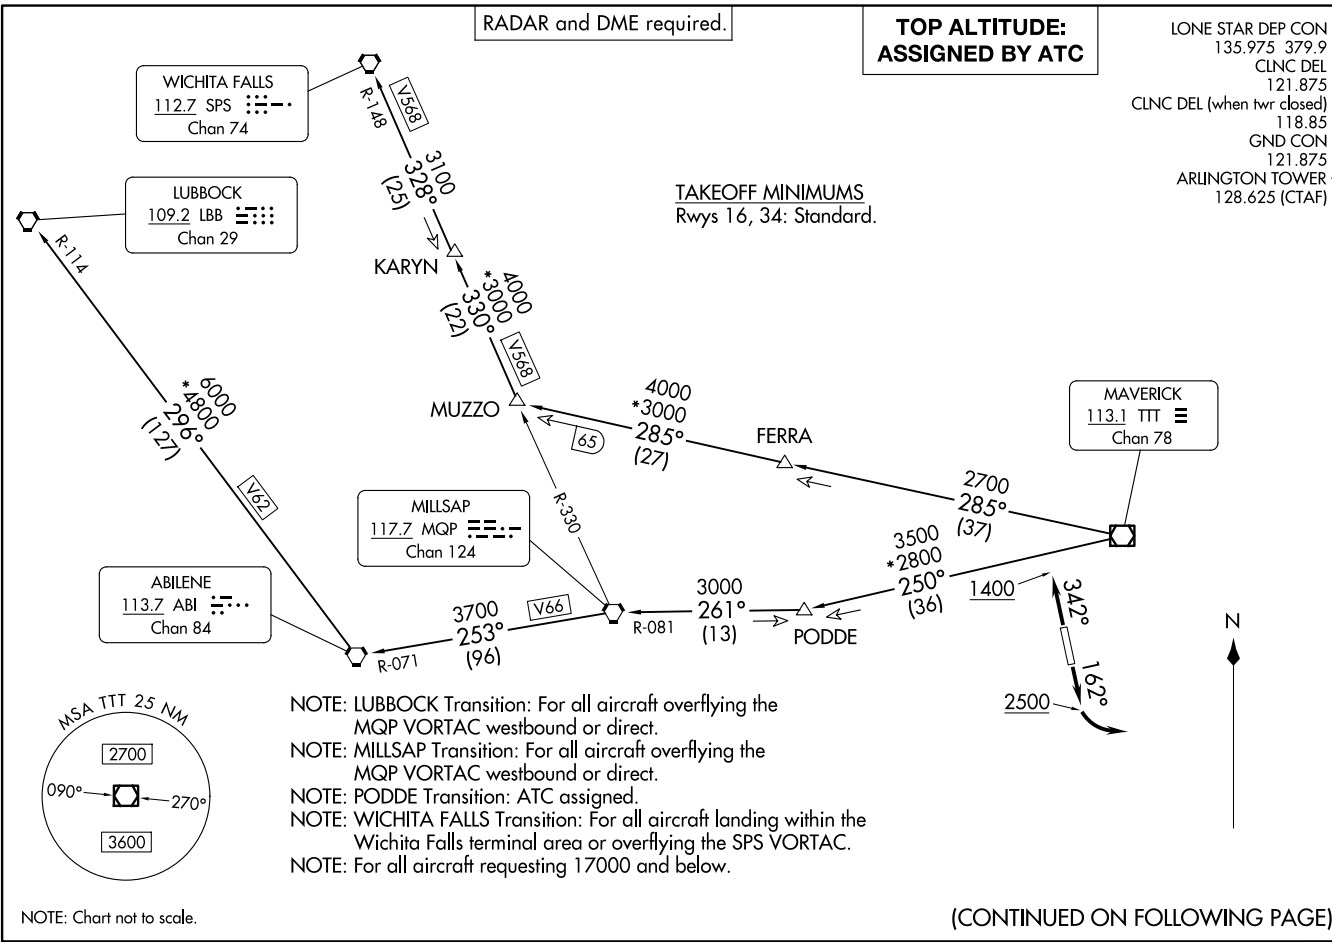 RADAR and DME required.
TOP ALTITUDE:
ASSIGNED BY ATC
LONE STAR DEP CON
135.975 379.9
CLNC DEL
121.875
CLNC DEL (when twr closed)
118.85
GND CON
121.875
ARLINGTON TOWER
128.625 (CTAF)
WICHITA FALLS
112.7 SPS
Chan 74
R-148
V568
3100
328°
(25)
LUBBOCK
109.2 LBB
Chan 29
R-114
TAKEOFF MINIMUMS
Rwys 16, 34: Standard.
KARYN
4000
*3000
330°
(22)
V568
MUZZO
6000
*4800
296°
(127)
V62
4000
*3000
285°
(27)
65
FERRA
MAVERICK
113.1 TTT
Chan 78
2700
285°
(37)
MILLSAP
117.7 MQP
Chan 124
R-330
3500
*2800
250°
(36)
ABILENE
113.7 ABI
Chan 84
R-071
3700
253°
(96)
V66
R-081
3000
261°
(13)
PODDE
1400
342°
162°
2500
N
MSA TTT 25 NM
2700
090°
270°
3600
NOTE: LUBBOCK Transition: For all aircraft overflying the
MQP VORTAC westbound or direct.
NOTE: MILLSAP Transition: For all aircraft overflying the
MQP VORTAC westbound or direct.
NOTE: PODDE Transition: ATC assigned.
NOTE: WICHITA FALLS Transition: For all aircraft landing within the
Wichita Falls terminal area or overflying the SPS VORTAC.
NOTE: For all aircraft requesting 17000 and below.
NOTE: Chart not to scale.
(CONTINUED ON FOLLOWING PAGE)